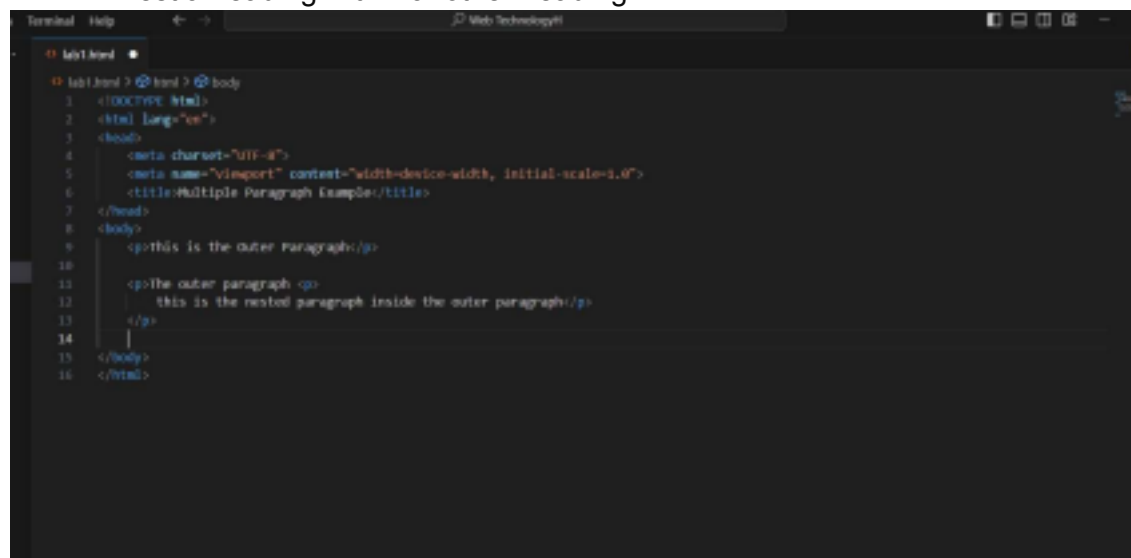 Terminal Help ← → Web TechnologyH
lab1.html
lab1.html > html > body
1 <!DOCTYPE html>
2 <html lang="en">
3 <head>
4 <meta charset="UTF-8">
5 <meta name="viewport" content="width=device-width, initial-scale=1.0">
6 <title>Multiple Paragraph Example</title>
7 </head>
8 <body>
9 <p>this is the Outer Paragraph</p>
10
11 <p>The outer paragraph <p>
12 this is the nested paragraph inside the outer paragraph</p>
13 </p>
14
15 </body>
16 </html>